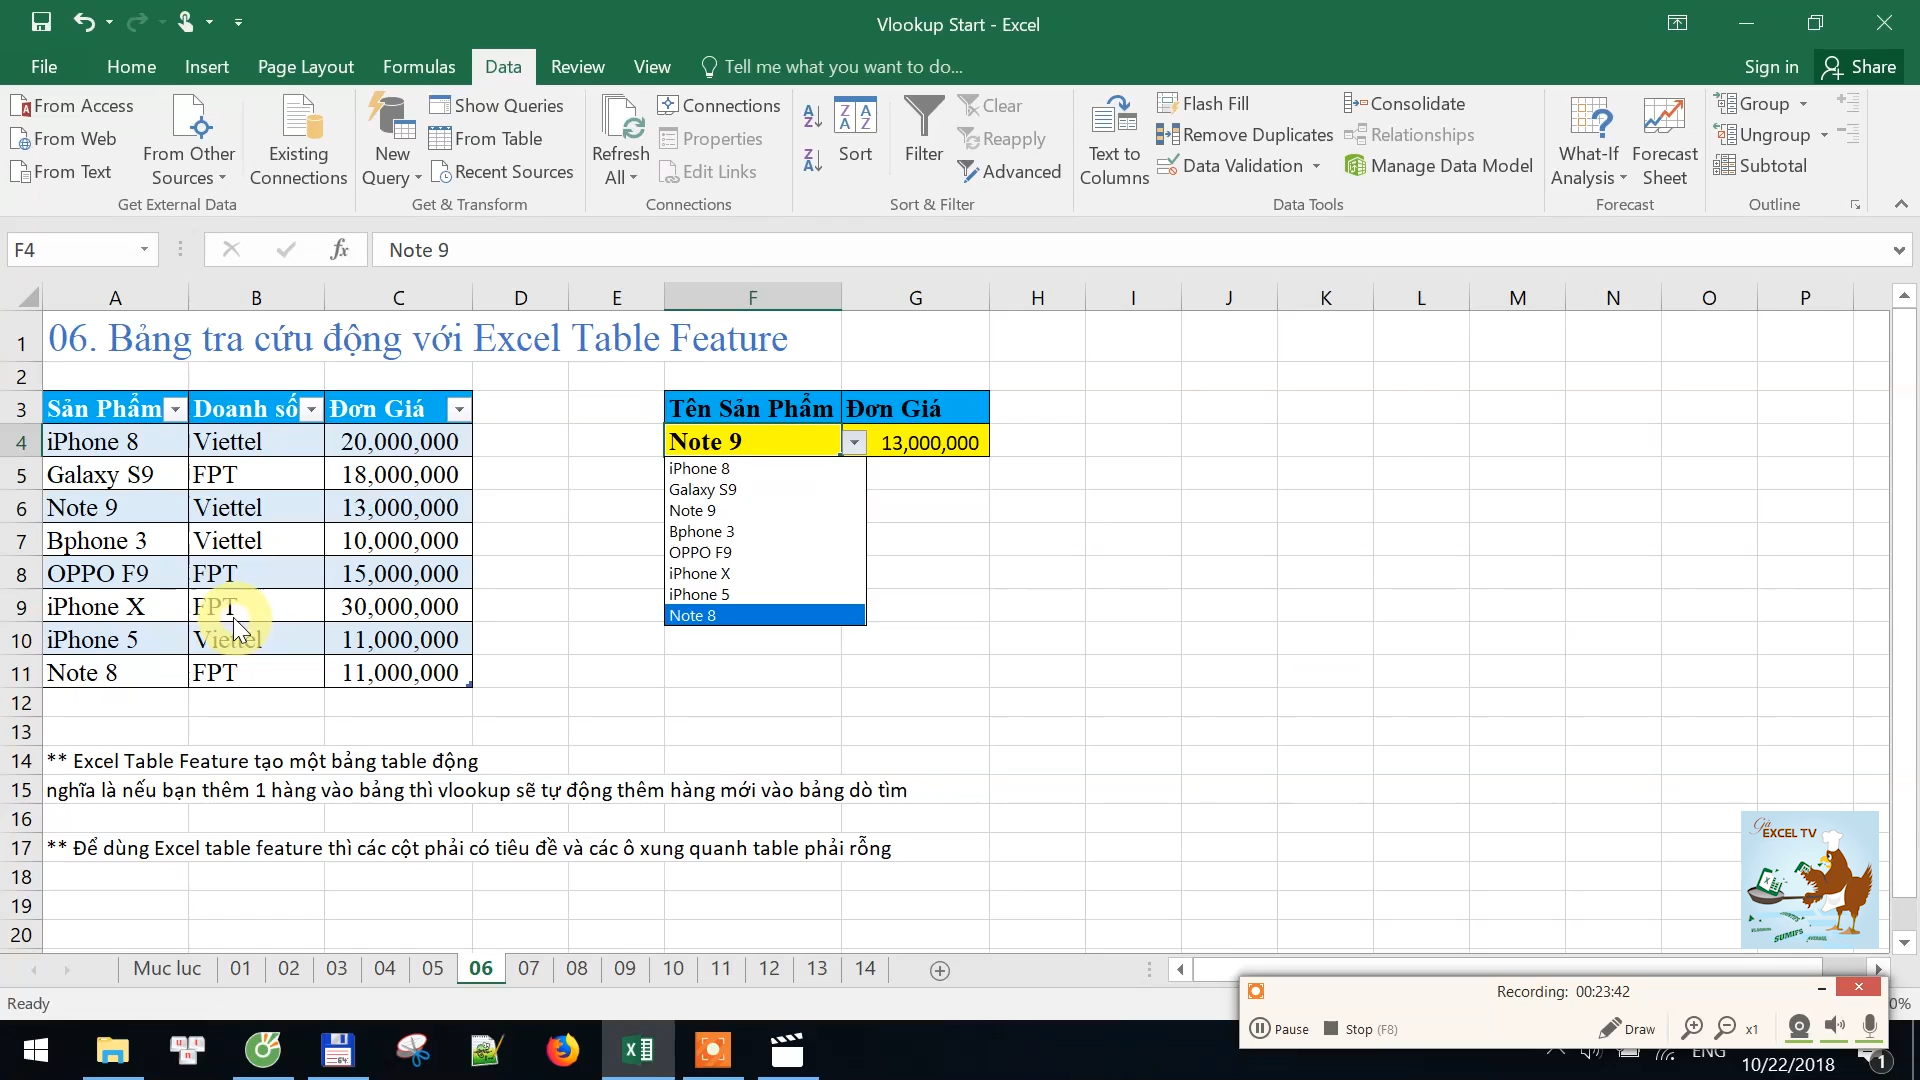 Vlookup Start - Excel
File Home Insert Page Layout Formulas Data Review View Tell me what you want to do... Sign in Share
From Access
From Web
From Text
From Other Sources
Existing Connections
Get External Data
New Query
Show Queries
From Table
Recent Sources
Get & Transform
Refresh All
Connections
Properties
Edit Links
Connections
Sort
Filter
Clear
Reapply
Advanced
Sort & Filter
Text to Columns
Flash Fill
Remove Duplicates
Data Validation
Consolidate
Relationships
Manage Data Model
Data Tools
What-If Analysis
Forecast Sheet
Forecast
Group
Ungroup
Subtotal
Outline
F4 fx Note 9
A B C D E F G H I J K L M N O P
1 06. Bảng tra cứu động với Excel Table Feature
2
3 Sản Phẩm Doanh số Đơn Giá Tên Sản Phẩm Đơn Giá
4 iPhone 8 Viettel 20,000,000 Note 9 13,000,000
5 Galaxy S9 FPT 18,000,000
6 Note 9 Viettel 13,000,000
7 Bphone 3 Viettel 10,000,000
8 OPPO F9 FPT 15,000,000
9 iPhone X FPT 30,000,000
10 iPhone 5 Viettel 11,000,000
11 Note 8 FPT 11,000,000
iPhone 8
Galaxy S9
Note 9
Bphone 3
OPPO F9
iPhone X
iPhone 5
Note 8
12
13
14 ** Excel Table Feature tạo một bảng table động
15 nghĩa là nếu bạn thêm 1 hàng vào bảng thì vlookup sẽ tự động thêm hàng mới vào bảng dò tìm
16
17 ** Để dùng Excel table feature thì các cột phải có tiêu đề và các ô xung quanh table phải rỗng
18
19
20
Gà EXCEL TV
SUMIFS
Muc luc 01 02 03 04 05 06 07 08 09 10 11 12 13 14
Ready
Recording: 00:23:42
Pause Stop (F8) Draw x1
0%
64
ENG
10/22/2018
1